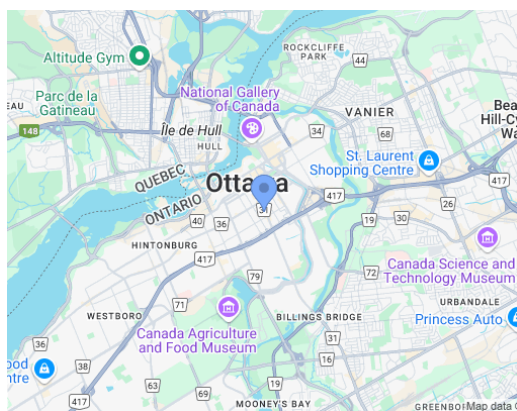 ROCKCLIFFE
PARK
44
Altitude Gym
National Gallery
of Canada
Parc de la
Gatineau
VANIER
148
Île de Hull
HULL
34
68
St. Laurent
Shopping Centre
417
QUEBEC
Ottawa
ONTARIO
31
417
40
36
19
30
26
HINTONBURG
417
79
72
Canada Science and
Technology Museum
71
URBANDALE
WESTBORO
Canada Agriculture
and Food Museum
BILLINGS BRIDGE
Princess Auto
36
38
31
16
63
69
MOONEY'S BAY
19
Map data